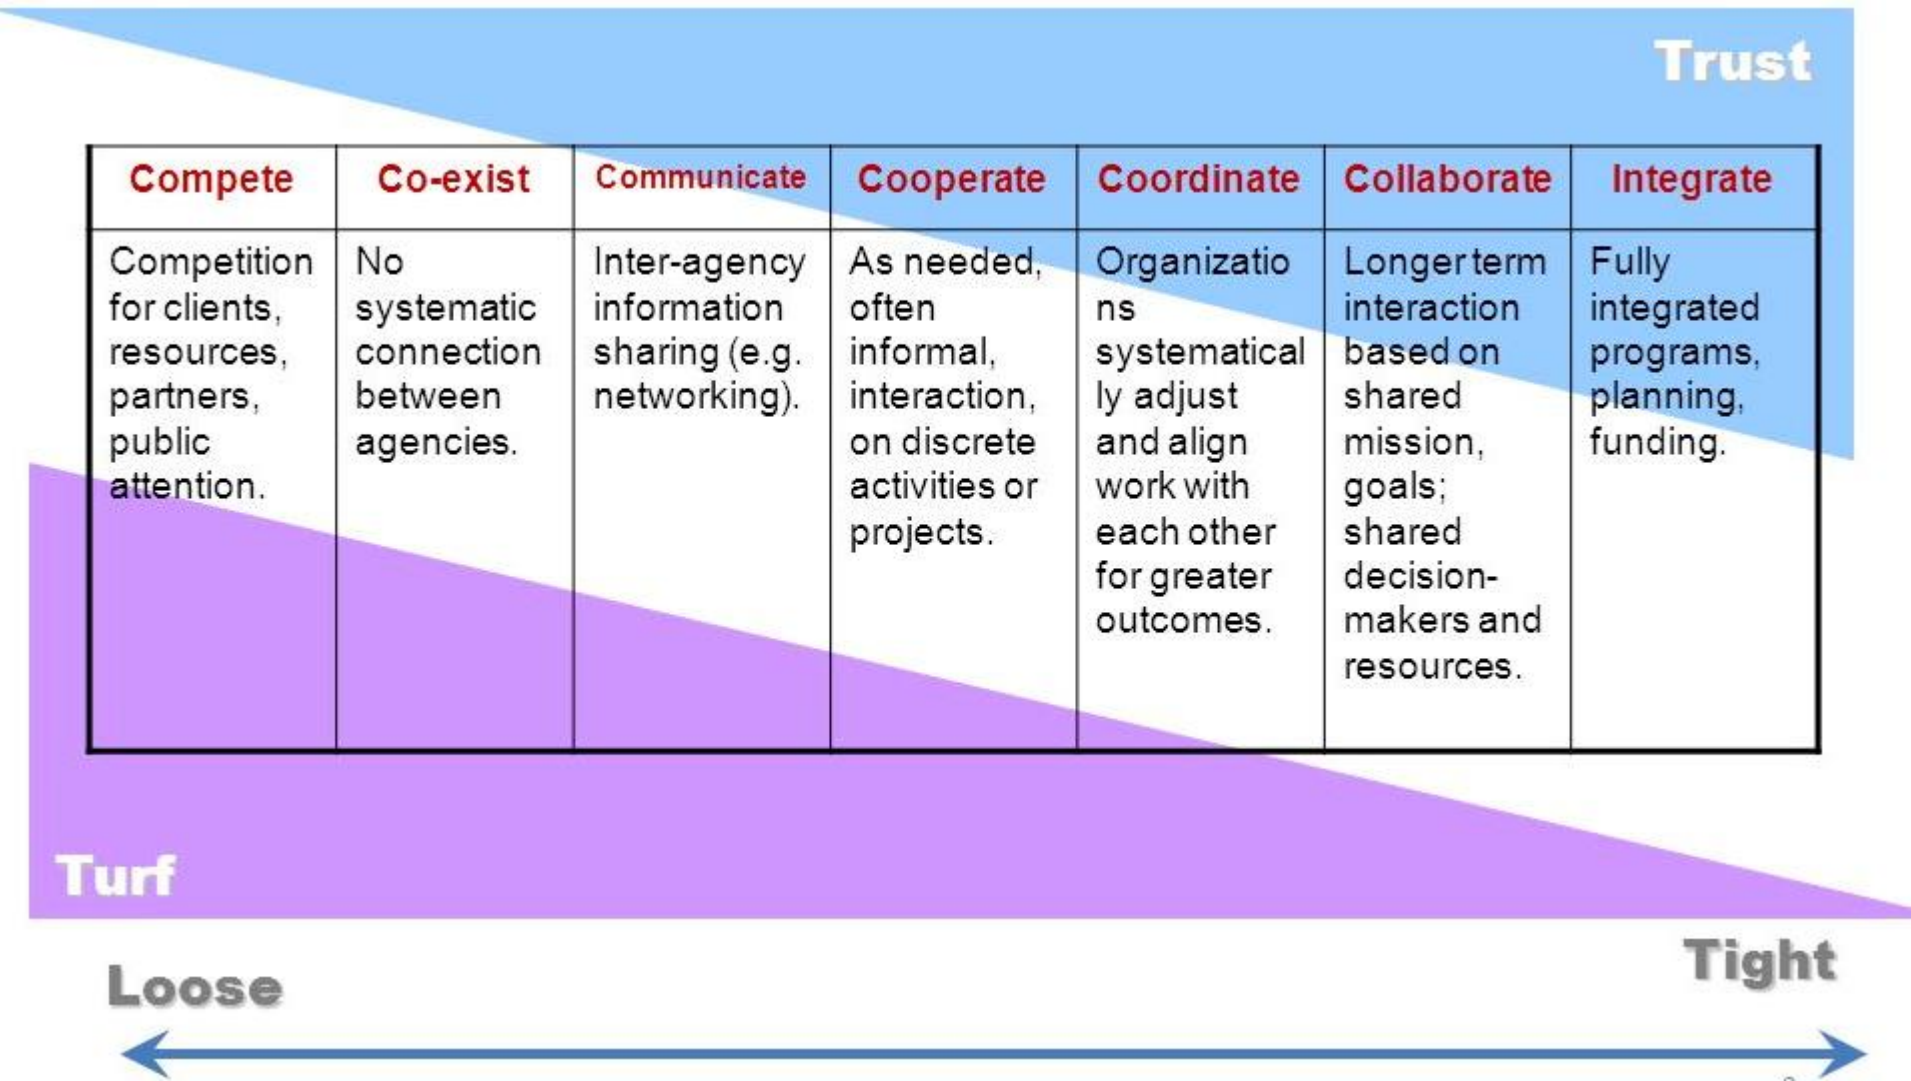 Trust
Compete
Co-exist
Communicate
Cooperate
Coordinate
Collaborate
Integrate
Competition
for clients,
resources,
partners,
public
attention.
No
systematic
connection
between
agencies.
Inter-agency
information
sharing (e.g.
networking).
As needed,
often
informal,
interaction,
on discrete
activities or
projects.
Organizatio
ns
systematical
ly adjust
and align
work with
each other
for greater
outcomes.
Longer term
interaction
based on
shared
mission,
goals;
shared
decision-
makers and
resources.
Fully
integrated
programs,
planning,
funding.
Turf
Loose
Tight